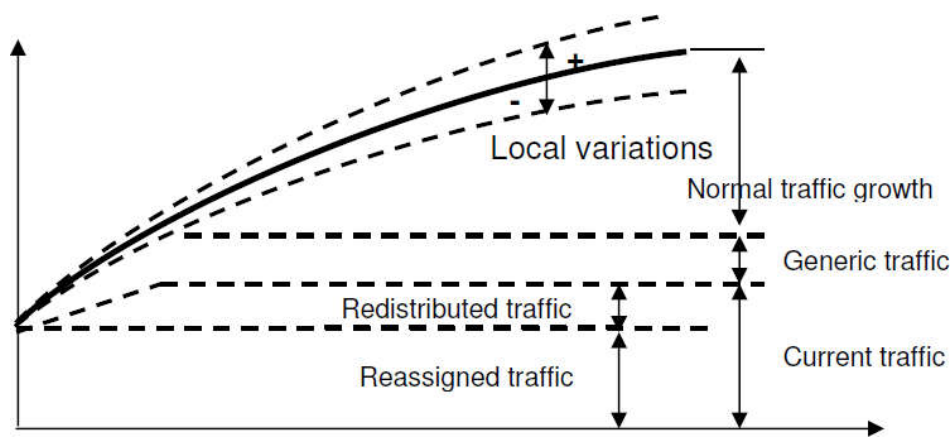 +
-
Local variations
Normal traffic growth
Generic traffic
Redistributed traffic
Reassigned traffic
Current traffic